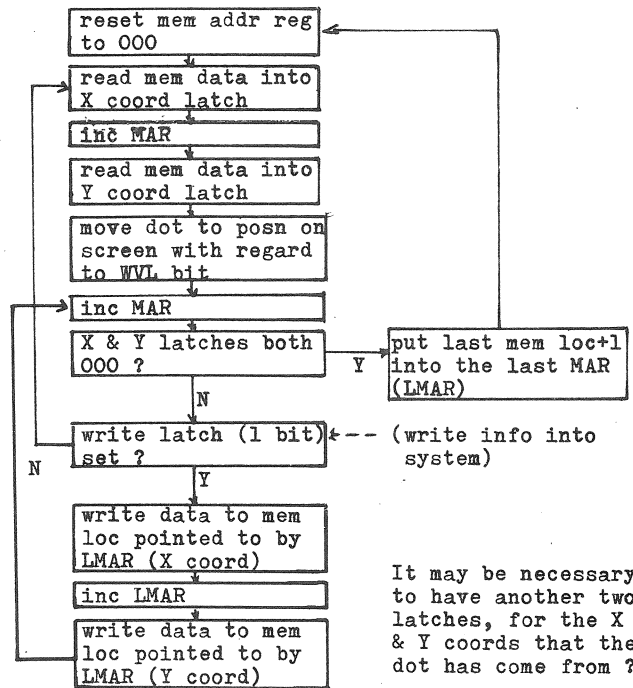 reset mem addr reg
to 000
read mem data into
X coord latch
inc MAR
read mem data into
Y coord latch
move dot to posn on
screen with regard
to WVL bit
inc MAR
X & Y latches both
000 ?
Y
put last mem loc+1
into the last MAR
(LMAR)
N
write latch (1 bit)
set ?
(write info into
system)
N
Y
write data to mem
loc pointed to by
LMAR (X coord)
inc LMAR
write data to mem
loc pointed to by
LMAR (Y coord)
It may be necessary
to have another two
latches, for the X
& Y coords that the
dot has come from ?